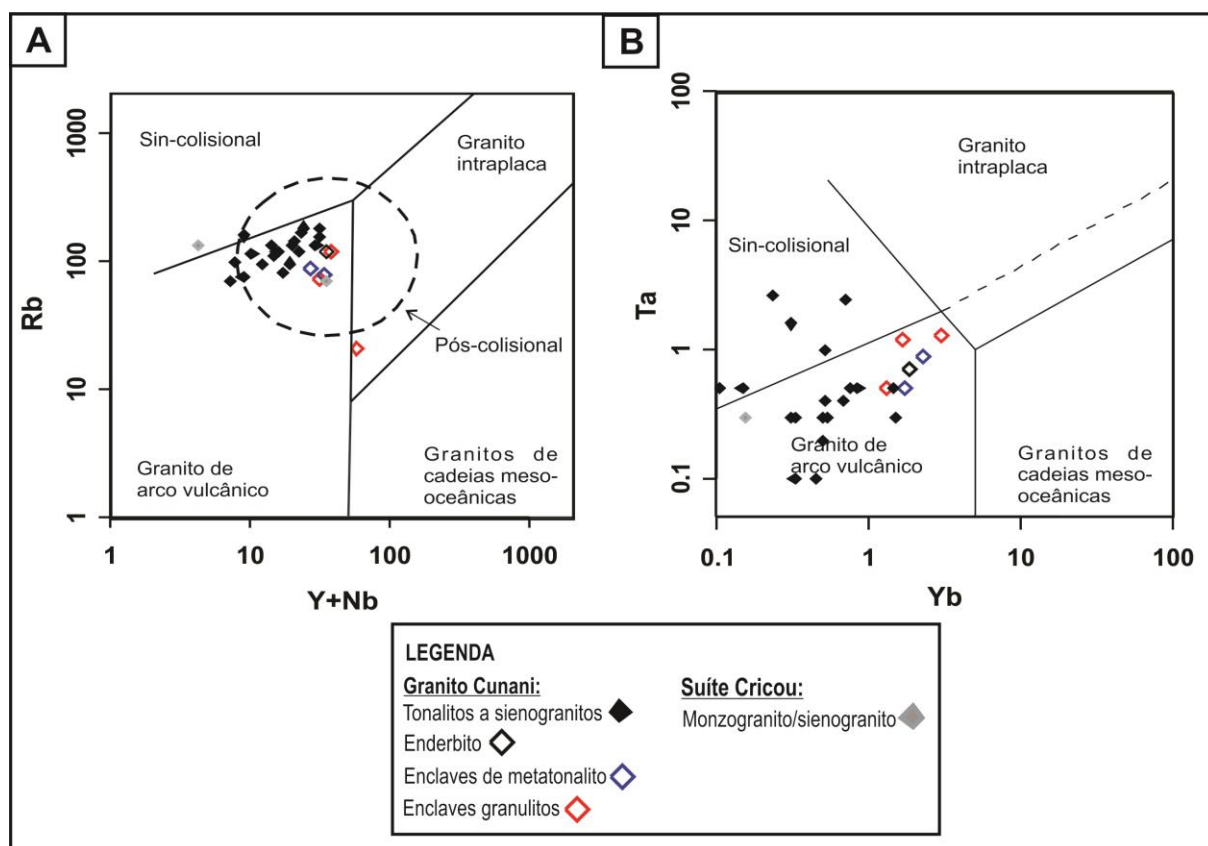 A
B
Rb
1000
100
10
1
Sin-colisional
Granito
intraplaca
Pós-colisional
Granito de
arco vulcânico
Granitos de
cadeias meso-
oceânicas
1
10
100
1000
Y+Nb
Ta
100
10
1
0.1
Granito
intraplaca
Sin-colisional
Granito de
arco vulcânico
Granitos de
cadeias meso-
oceânicas
0.1
1
10
100
Yb
LEGENDA
Granito Cunani:
Tonalitos a sienogranitos
Enderbito
Enclaves de metatonalito
Enclaves granulitos
Suíte Cricou:
Monzogranito/sienogranito